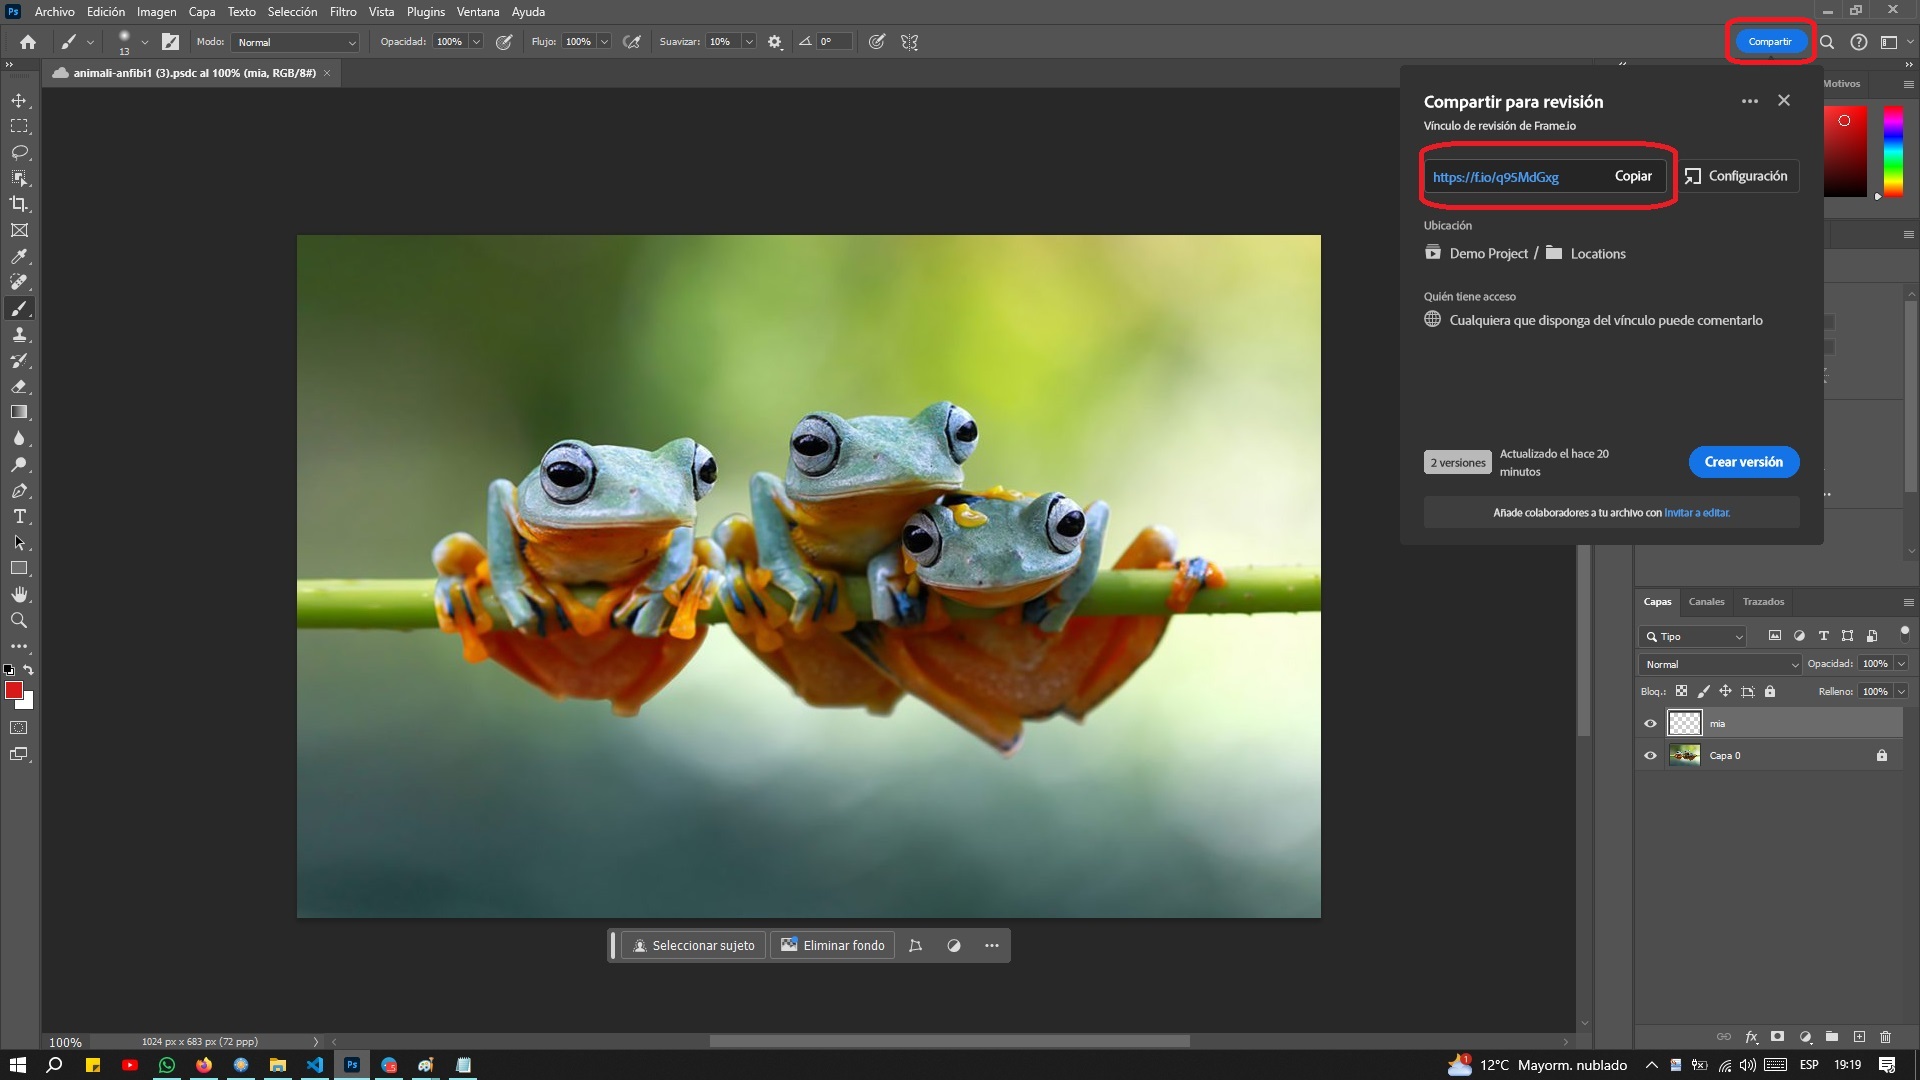 Ps Archivo Edición Imagen Capa Texto Selección Filtro Vista Plugins Ventana Ayuda
13 Modo: Normal Opacidad: 100% Flujo: 100% Suavizar: 10% 0° Compartir
animali-anfibi1 (3).psdc al 100% (mia, RGB/8#) ×
Motivos
Compartir para revisión
Vínculo de revisión de Frame.io
https://f.io/q95MdGxg Copiar Configuración
Ubicación
Demo Project / Locations
Quién tiene acceso
Cualquiera que disponga del vínculo puede comentarlo
2 versiones Actualizado el hace 20
minutos
Crear versión
Añade colaboradores a tu archivo con Invitar a editar.
Capas Canales Trazados
Tipo
Normal Opacidad: 100%
Bloq.: Relleno: 100%
mia
Capa 0
Seleccionar sujeto Eliminar fondo
100% 1024 px x 683 px (72 ppp)
Ps 1 12°C Mayorm. nublado ESP 19:19